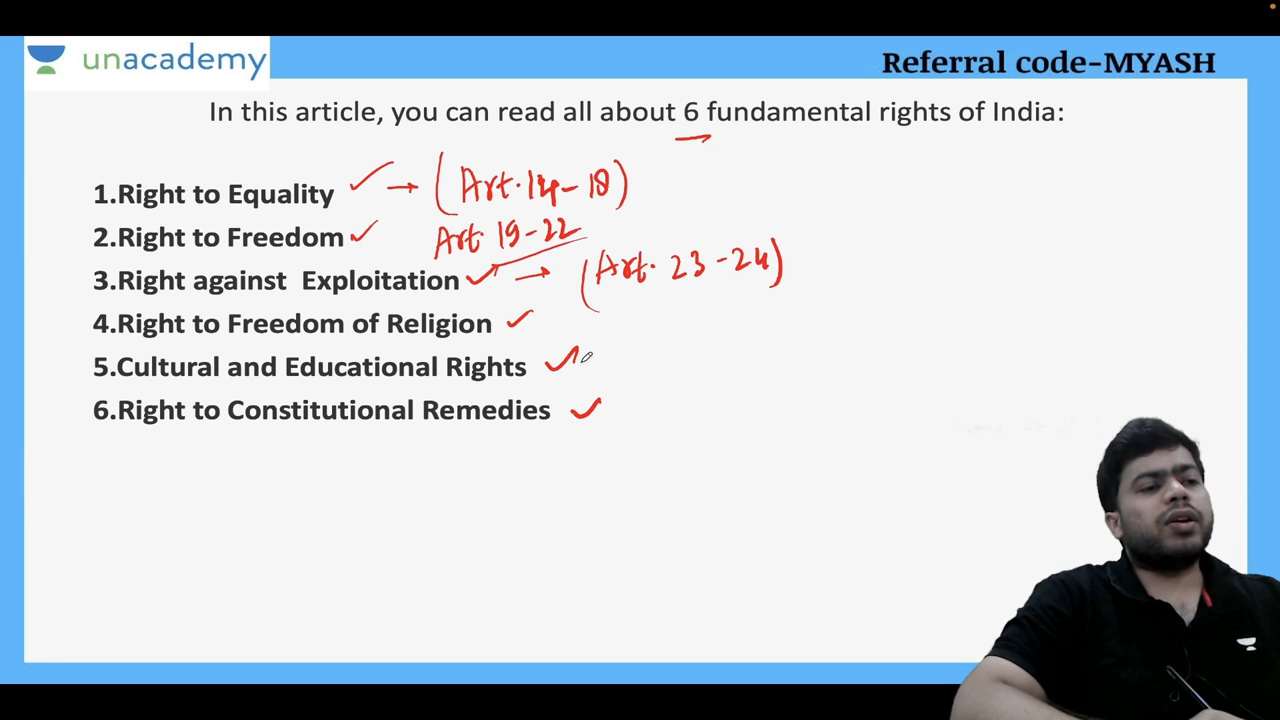 unacademy
Referral code-MYASH
In this article, you can read all about 6 fundamental rights of India:
1.Right to Equality → (Art. 14-18)
2.Right to Freedom Art. 19-22
3.Right against Exploitation → (Art. 23-24)
4.Right to Freedom of Religion
5.Cultural and Educational Rights
6.Right to Constitutional Remedies